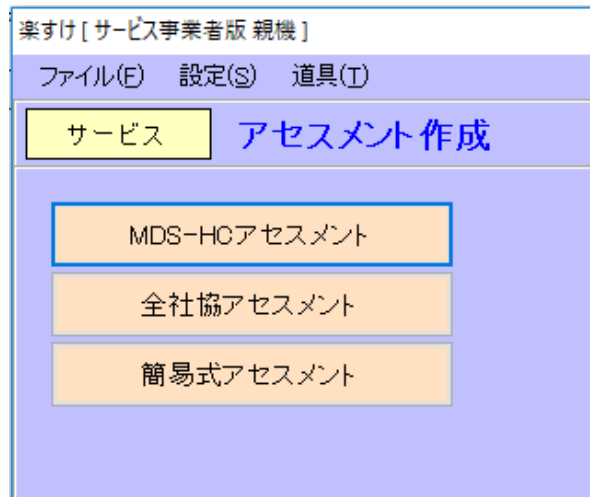 楽すけ [ サービス事業者版 親機 ]
ファイル(F) 設定(S) 道具(T)
サービス アセスメント作成
MDS-HCアセスメント
全社協アセスメント
簡易式アセスメント